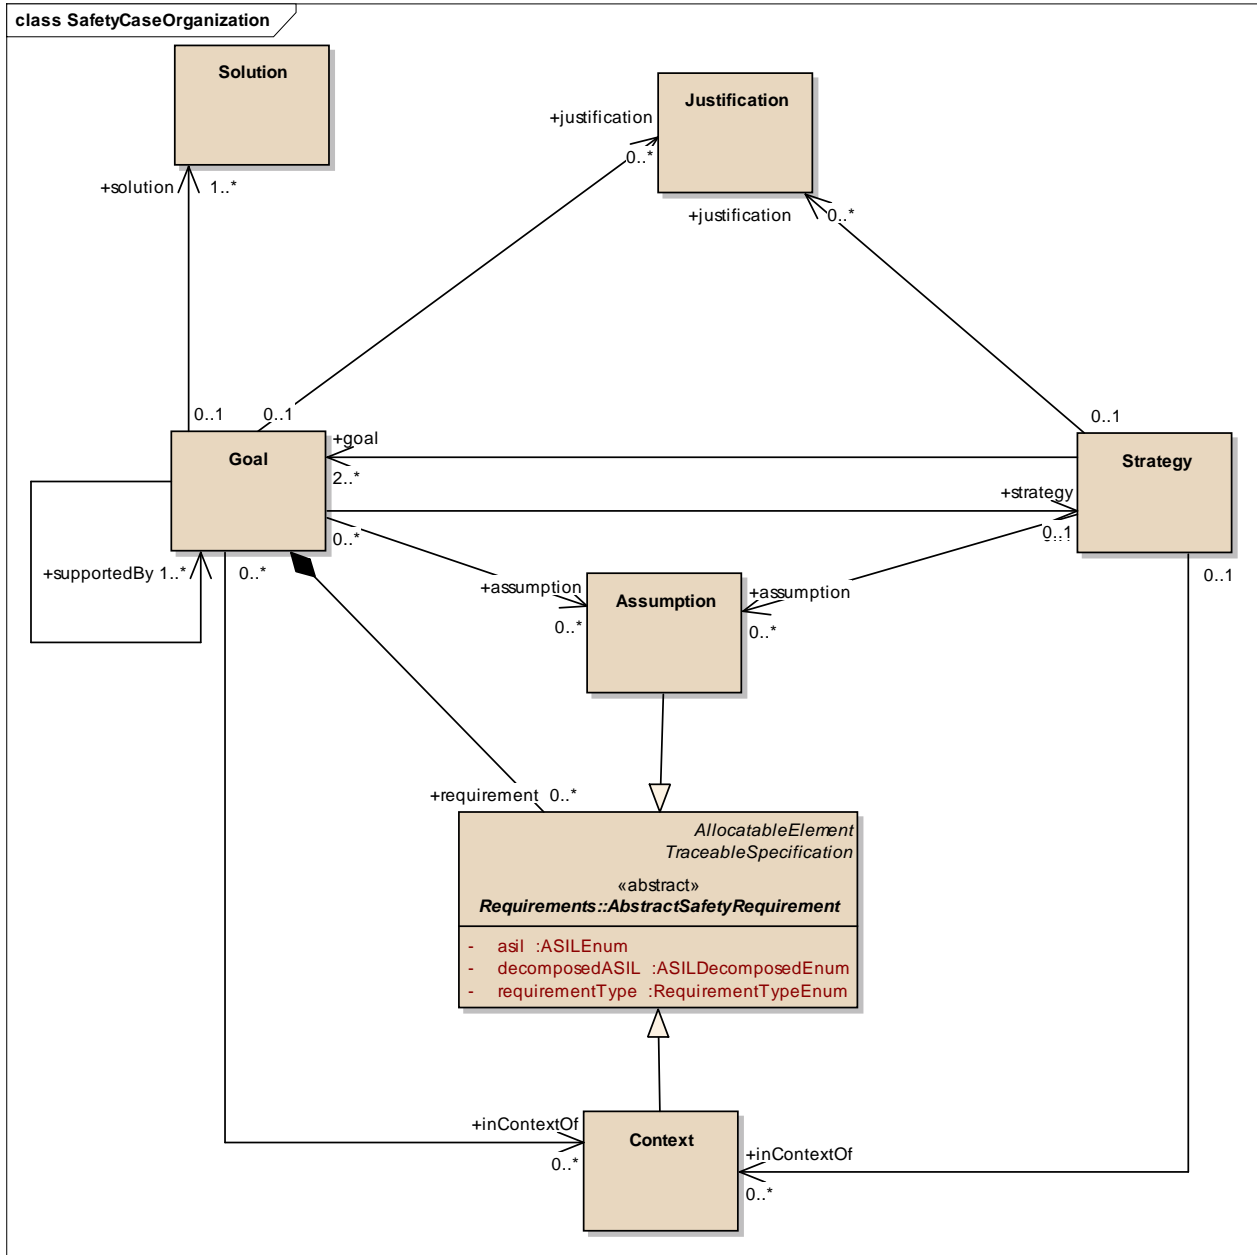 class SafetyCaseOrganization
Solution
Justification
+justification
0..*
+solution
1..*
+justification
0..*
0..1
0..1
0..1
Goal
+goal
2..*
Strategy
+strategy
0..1
0..*
+supportedBy 1..*
0..*
+assumption
0..*
Assumption
+assumption
0..*
0..1
+requirement 0..*
AllocatableElement
TraceableSpecification
«abstract»
Requirements::AbstractSafetyRequirement
- asil :ASILEnum
- decomposedASIL :ASILDecomposedEnum
- requirementType :RequirementTypeEnum
+inContextOf
0..*
Context
+inContextOf
0..*